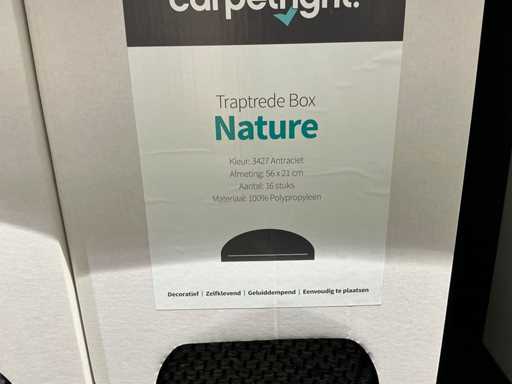 carpetright.
Traptrede Box
Nature
Kleur: 3427 Antraciet
Afmeting: 56 x 21 cm
Aantal: 16 stuks
Materiaal: 100% Polypropyleen
Decoratief | Zelfklevend | Geluiddempend | Eenvoudig te plaatsen